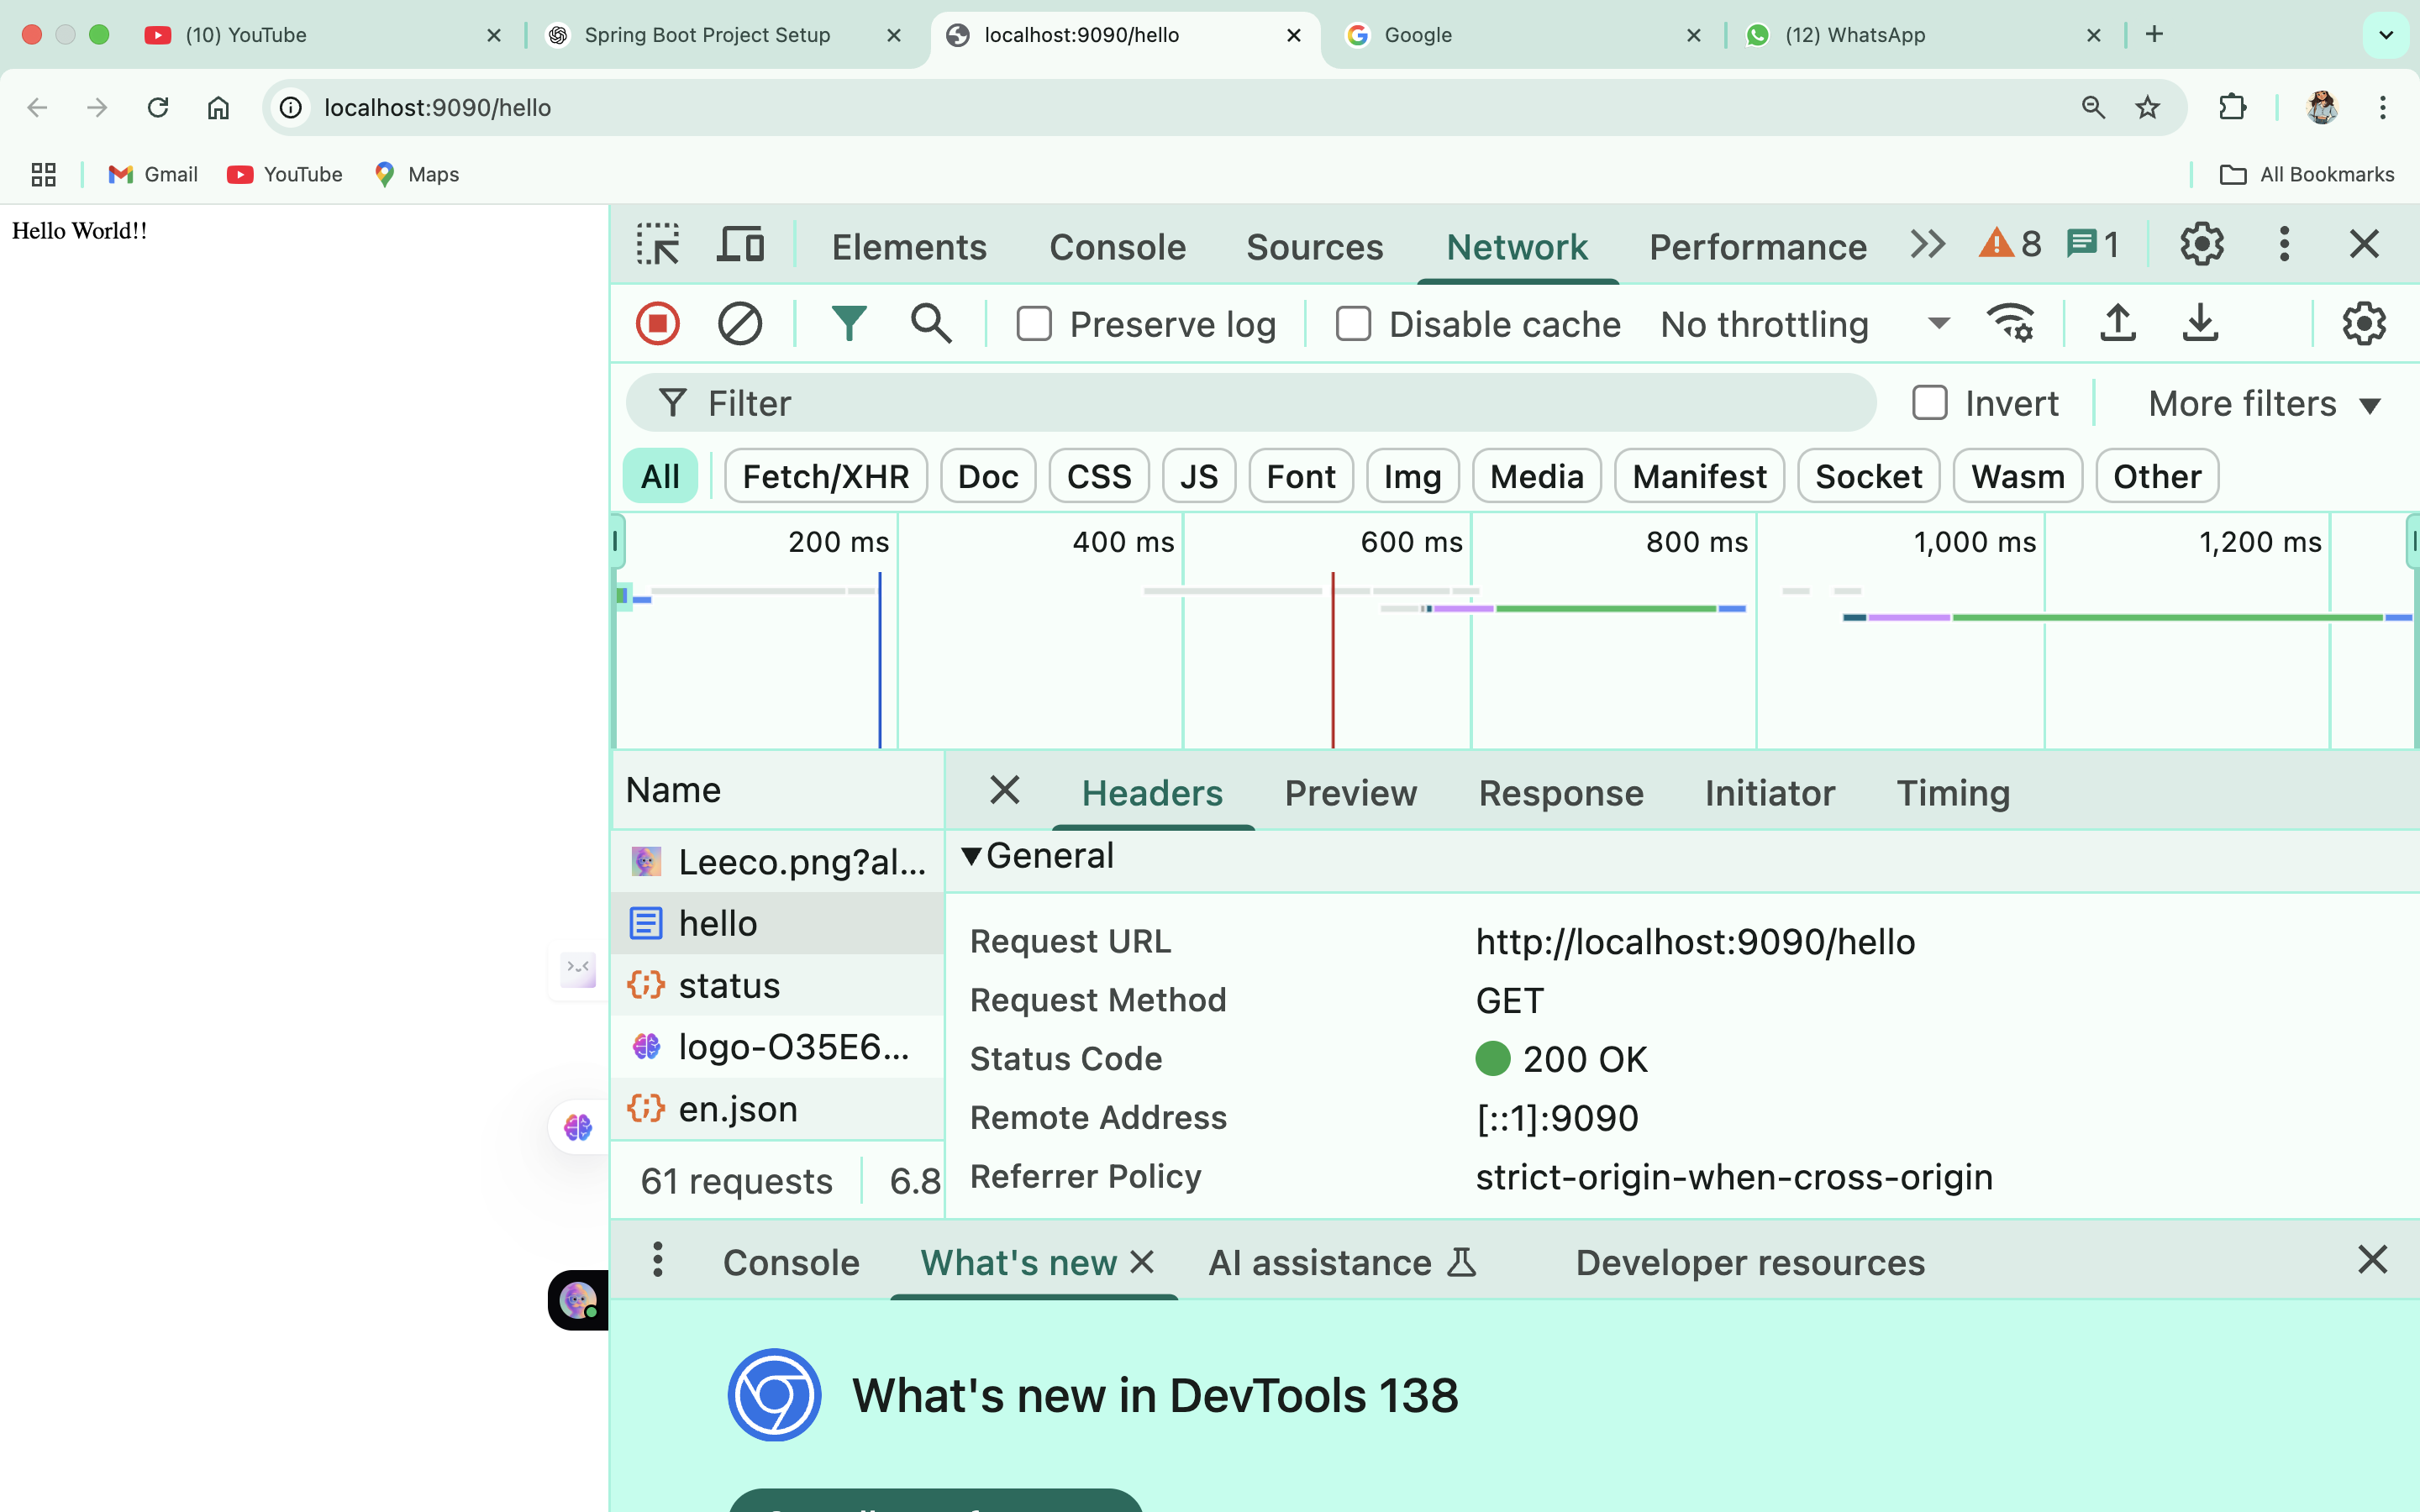 (10) YouTube
Spring Boot Project Setup
localhost:9090/hello
Google
(12) WhatsApp
localhost:9090/hello
Gmail
YouTube
Maps
All Bookmarks
Hello World!!
Elements
Console
Sources
Network
Performance
8
1
Preserve log
Disable cache
No throttling
Filter
Invert
More filters
All
Fetch/XHR
Doc
CSS
JS
Font
Img
Media
Manifest
Socket
Wasm
Other
200 ms
400 ms
600 ms
800 ms
1,000 ms
1,200 ms
Name
Headers
Preview
Response
Initiator
Timing
Leeco.png?al...
hello
status
logo-O35E6...
en.json
61 requests
6.8
General
Request URL
http://localhost:9090/hello
Request Method
GET
Status Code
200 OK
Remote Address
[::1]:9090
Referrer Policy
strict-origin-when-cross-origin
Console
What's new
AI assistance
Developer resources
What's new in DevTools 138